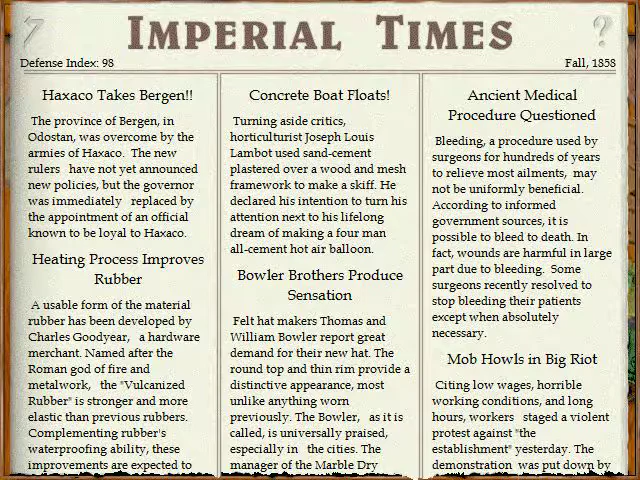 Imperial Times
Defense Index: 98
Fall, 1858
Haxaco Takes Bergen!!
The province of Bergen, in
Odostan, was overcome by the
armies of Haxaco. The new
rulers have not yet announced
new policies, but the governor
was immediately replaced by
the appointment of an official
known to be loyal to Haxaco.
Heating Process Improves
Rubber
A usable form of the material
rubber has been developed by
Charles Goodyear, a hardware
merchant. Named after the
Roman god of fire and
metalwork, the "Vulcanized
Rubber" is stronger and more
elastic than previous rubbers.
Complementing rubber's
waterproofing ability, these
improvements are expected to
Concrete Boat Floats!
Turning aside critics,
horticulturist Joseph Louis
Lambot used sand-cement
plastered over a wood and mesh
framework to make a skiff. He
declared his intention to turn his
attention next to his lifelong
dream of making a four man
all-cement hot air balloon.
Bowler Brothers Produce
Sensation
Felt hat makers Thomas and
William Bowler report great
demand for their new hat. The
round top and thin rim provide a
distinctive appearance, most
unlike anything worn
previously. The Bowler, as it is
called, is universally praised,
especially in the cities. The
manager of the Marble Dry
Ancient Medical
Procedure Questioned
Bleeding, a procedure used by
surgeons for hundreds of years
to relieve most ailments, may
not be uniformly beneficial.
According to informed
government sources, it is
possible to bleed to death. In
fact, wounds are harmful in large
part due to bleeding. Some
surgeons recently resolved to
stop bleeding their patients
except when absolutely
necessary.
Mob Howls in Big Riot
Citing low wages, horrible
working conditions, and long
hours, workers staged a violent
protest against "the
establishment" yesterday. The
demonstration was put down by